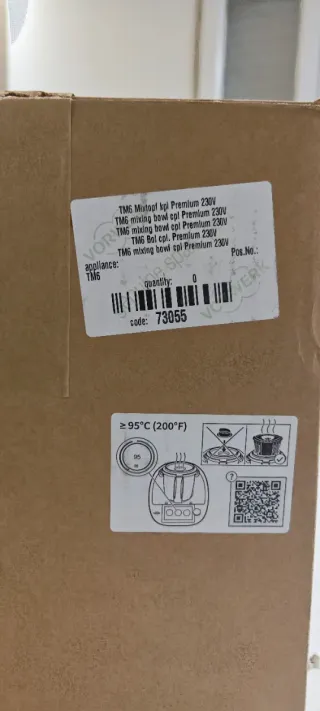 TM6 Mixtopf kpl Premium 230V
TM6 mixing bowl cpl Premium 230V
TM6 mixing bowl cpl Premium 230V
TM6 Bol cpl. Premium 230V
TM6 mixing bowl cpl Premium 230V
appliance: Pos.No.:
TM6
quantity: 0
code: 73055
VORWERK
≥ 95°C (200°F)
?